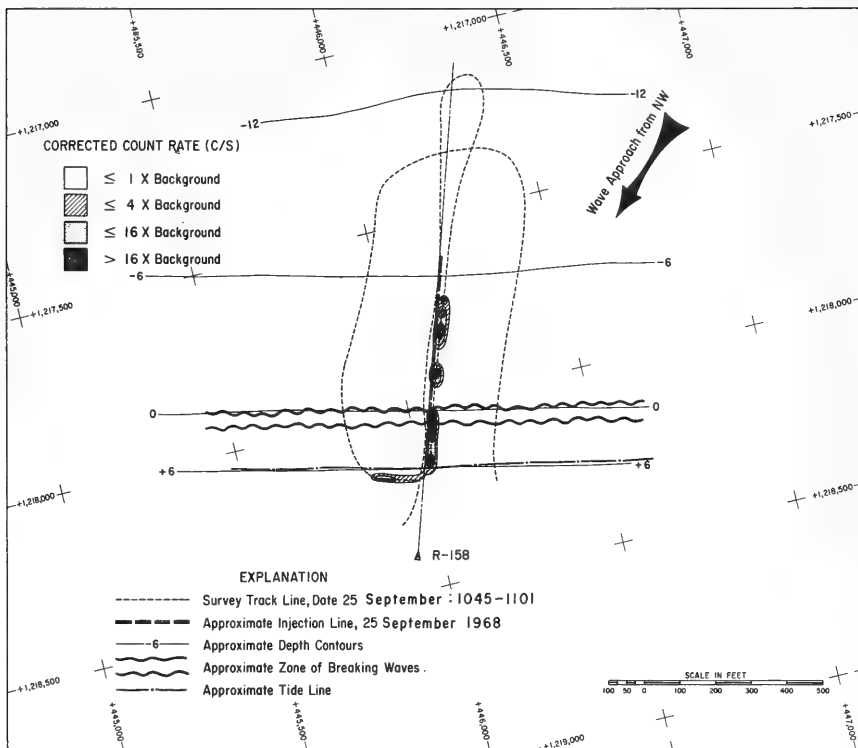 +485,500
+446,000
+1,217,000
+446,500
+447,000
-12
-12
+1,217,000
+1,217,500
Wave Approach from NW
CORRECTED COUNT RATE (C/S)
≤ 1 X Background
≤ 4 X Background
≤ 16 X Background
> 16 X Background
-6
-6
+445,000
+1,217,500
+1,218,000
0
0
+6
+6
+1,218,000
+1,218,500
R-158
EXPLANATION
Survey Track Line, Date 25 September : 1045-1101
Approximate Injection Line, 25 September 1968
-6
Approximate Depth Contours
Approximate Zone of Breaking Waves.
Approximate Tide Line
SCALE IN FEET
100 50 0 100 200 300 400 500
+1,218,500
+445,000
+445,500
+446,000
+1,219,000
+447,000